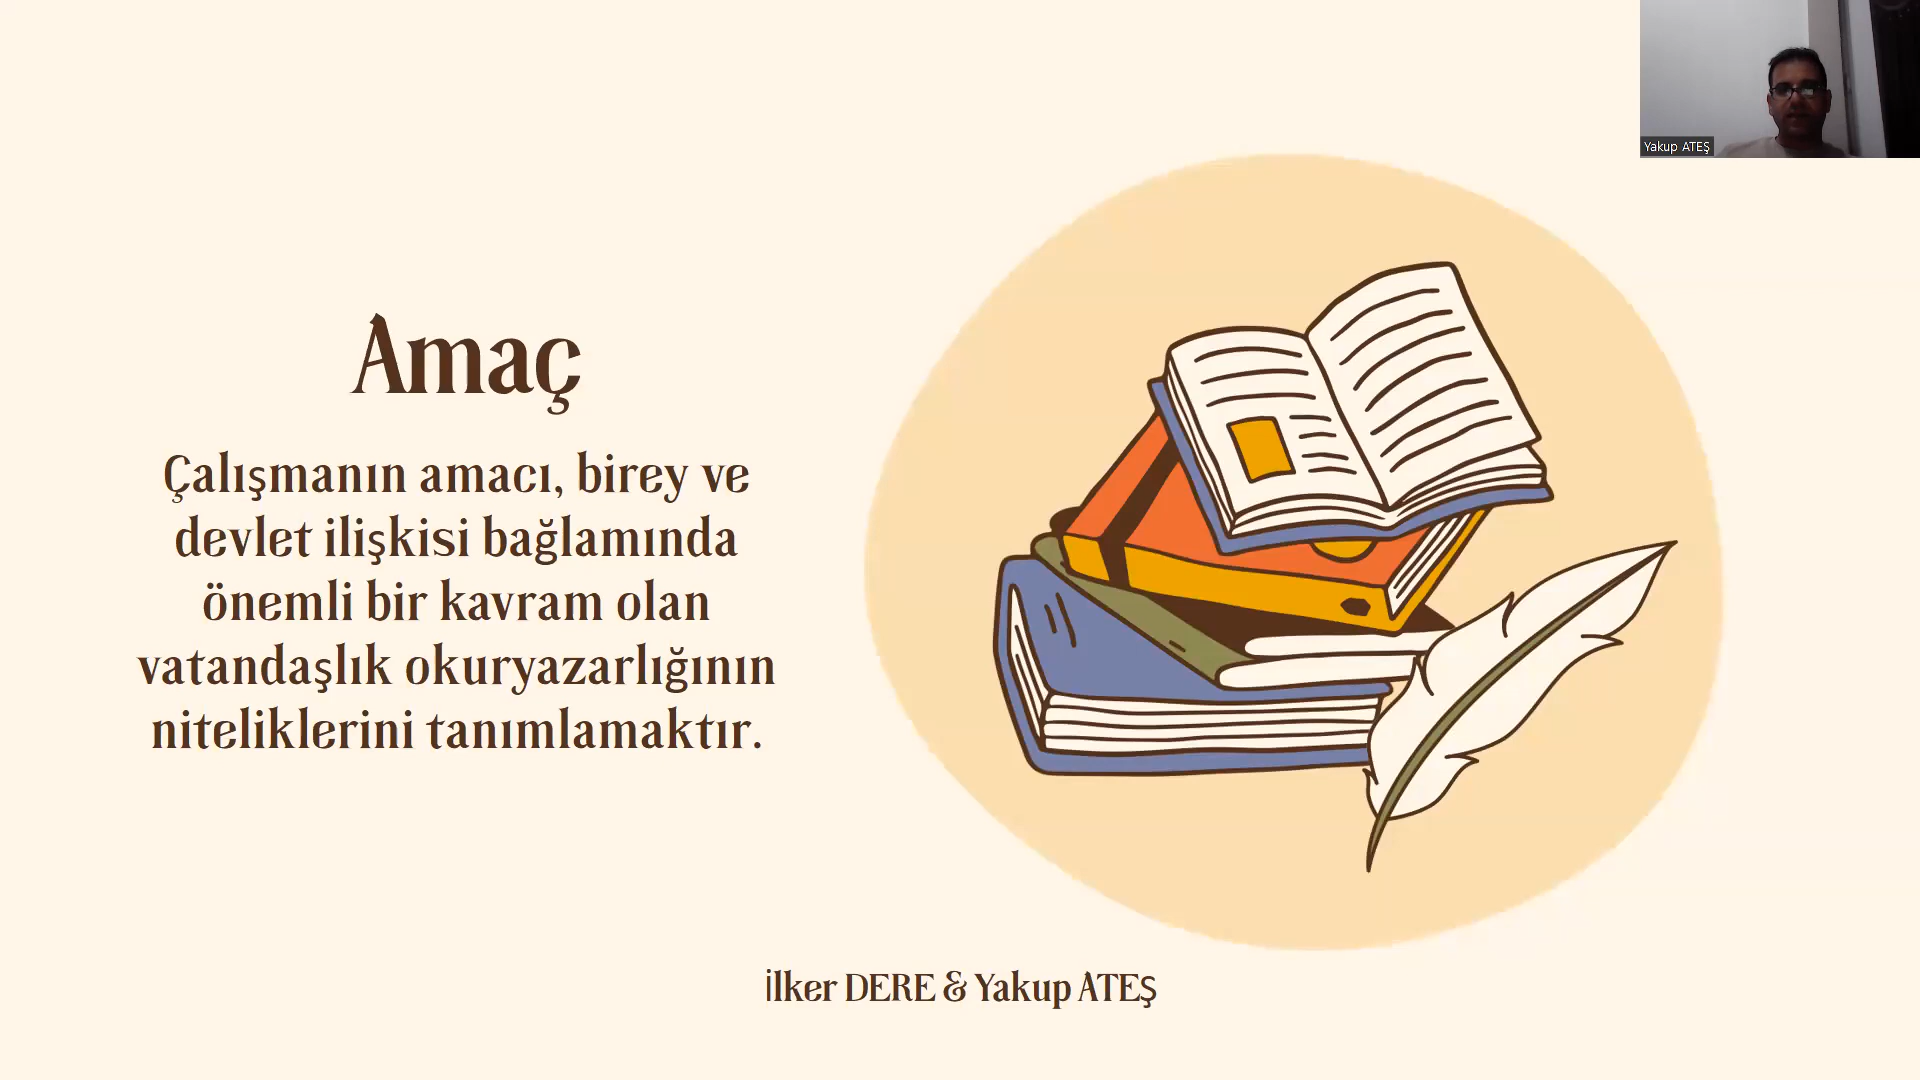 Yakup ATEŞ
Amaç
Çalışmanın amacı, birey ve
devlet ilişkisi bağlamında
önemli bir kavram olan
vatandaşlık okuryazarlığının
niteliklerini tanımlamaktır.
İlker DERE & Yakup ATEŞ